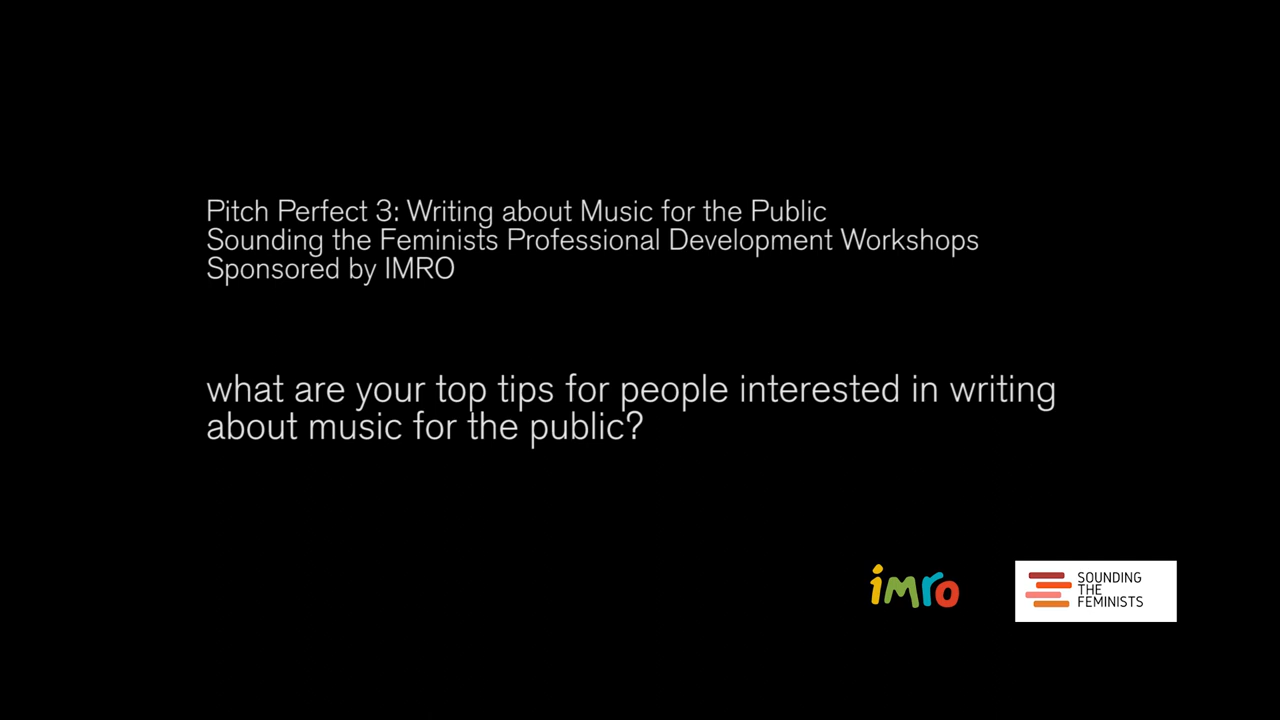 Pitch Perfect 3: Writing about Music for the Public
Sounding the Feminists Professional Development Workshops
Sponsored by IMRO
what are your top tips for people interested in writing
about music for the public?
imro
SOUNDING
THE
FEMINISTS